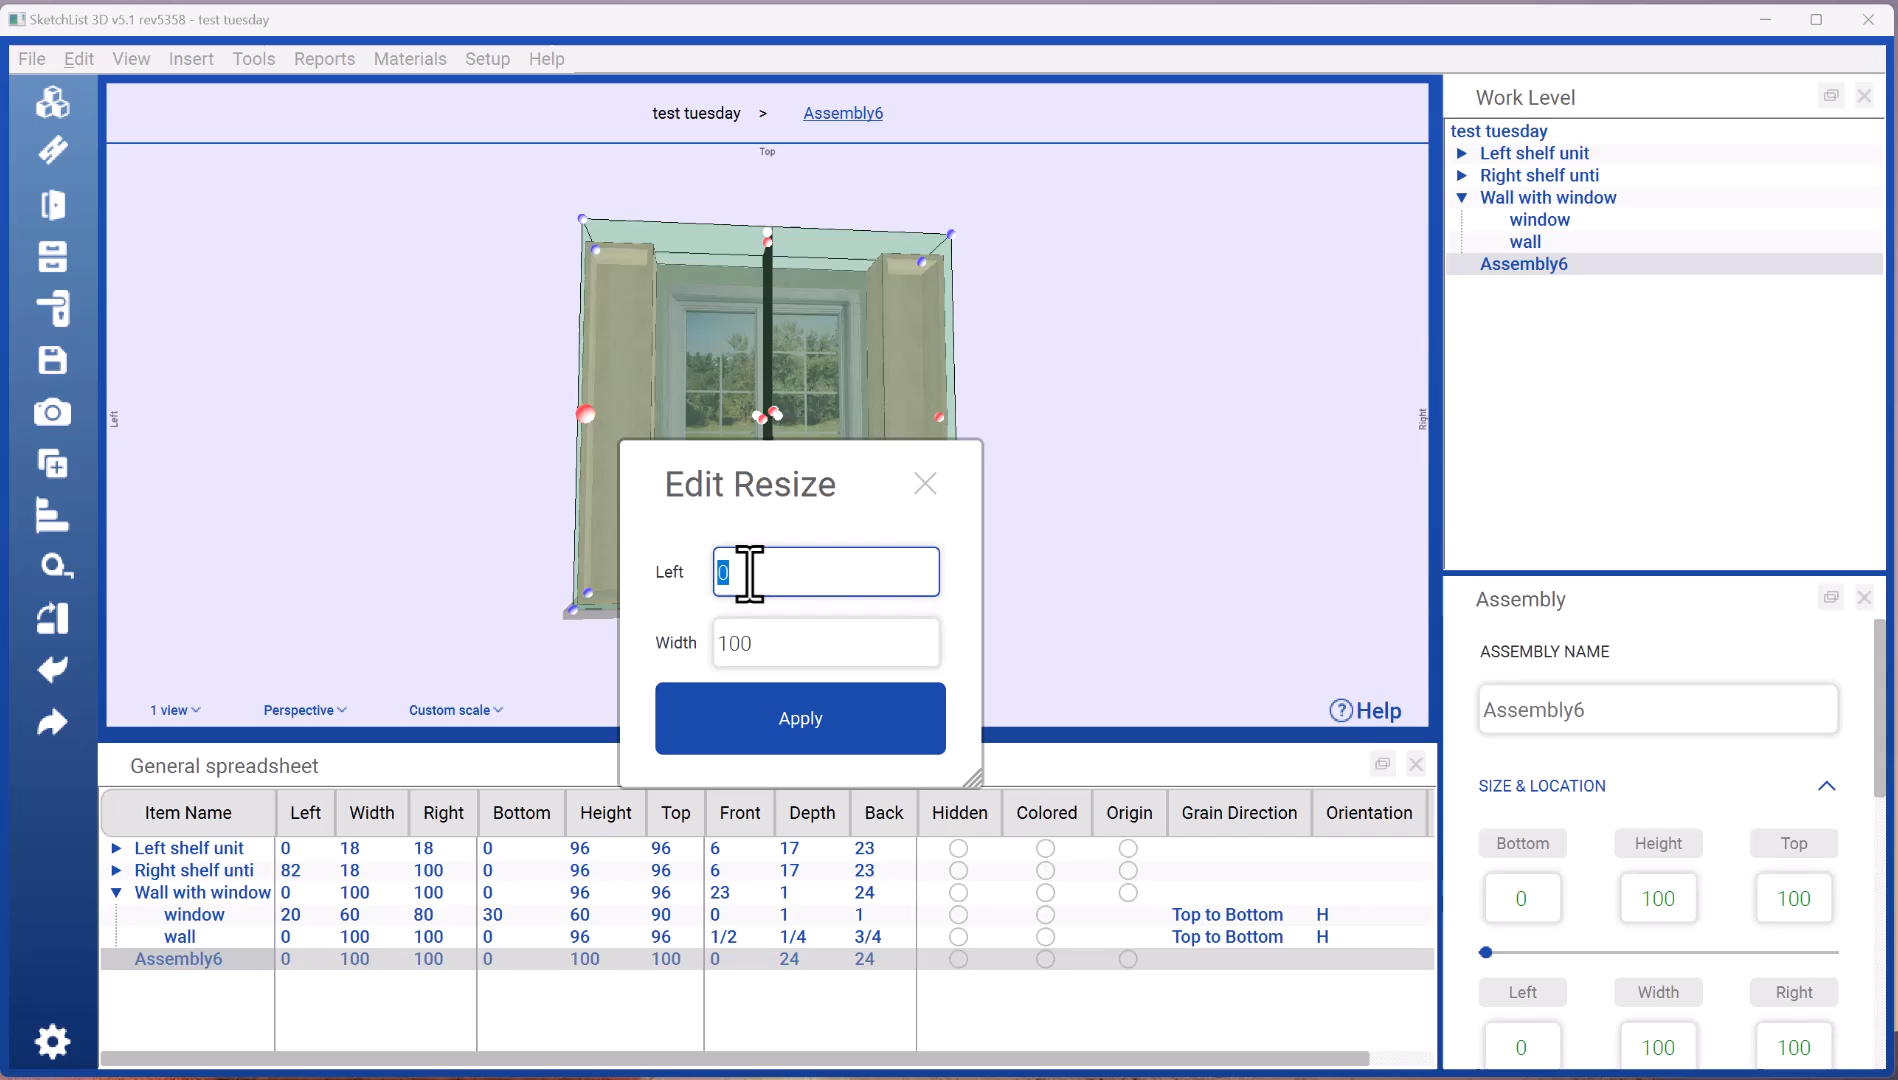 SketchList 3D v5.1 rev5358 - test tuesday
File Edit View Insert Tools Reports Materials Setup Help
test tuesday > Assembly6
Top
Left
Right
Edit Resize
Left 0
Width 100
Apply
1 view Perspective Custom scale
? Help
Work Level
test tuesday
Left shelf unit
Right shelf unti
Wall with window
window
wall
Assembly6
Assembly
ASSEMBLY NAME
Assembly6
SIZE & LOCATION
Bottom Height Top
0 100 100
Left Width Right
0 100 100
General spreadsheet
Item Name Left Width Right Bottom Height Top Front Depth Back Hidden Colored Origin Grain Direction Orientation
Left shelf unit 0 18 18 0 96 96 6 17 23
Right shelf unti 82 18 100 0 96 96 6 17 23
Wall with window 0 100 100 0 96 96 23 1 24
window 20 60 80 30 60 90 0 1 1 Top to Bottom H
wall 0 100 100 0 96 96 1/2 1/4 3/4 Top to Bottom H
Assembly6 0 100 100 0 100 100 0 24 24